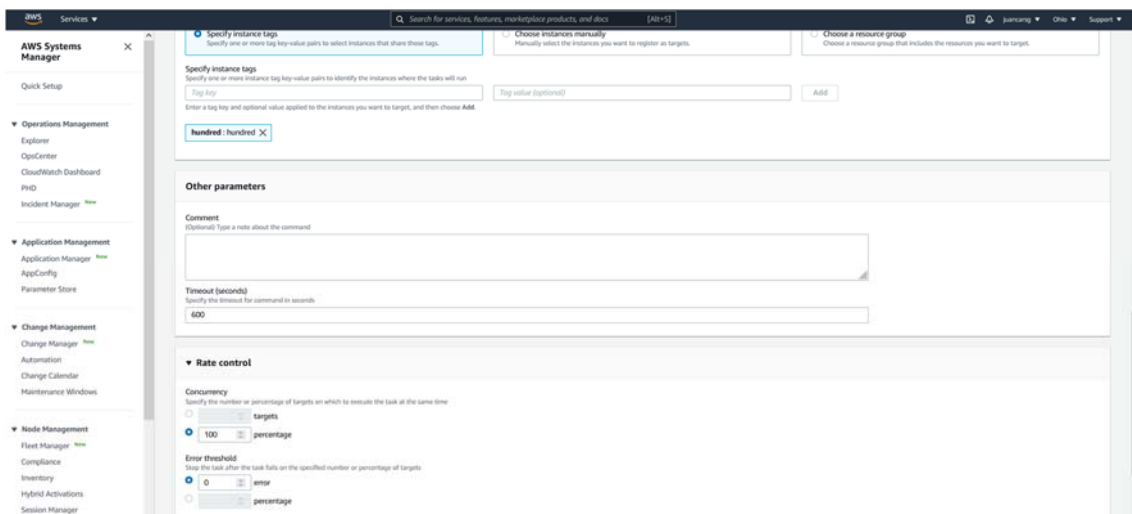 aws Services ▼ Search for services, features, marketplace products, and docs [Alt+S] juancang ▼ Ohio ▼ Support ▼
AWS Systems Manager ×
Quick Setup
▼ Operations Management
Explorer
OpsCenter
CloudWatch Dashboard
PHD
Incident Manager New
▼ Application Management
Application Manager New
AppConfig
Parameter Store
▼ Change Management
Change Manager New
Automation
Change Calendar
Maintenance Windows
▼ Node Management
Fleet Manager New
Compliance
Inventory
Hybrid Activations
Session Manager
Specify instance tags
Specify one or more tag key-value pairs to select instances that share those tags.
Choose instances manually
Manually select the instances you want to register as targets.
Choose a resource group
Choose a resource group that includes the resources you want to target.
Specify instance tags
Specify one or more instance tag key-value pairs to identify the instances where the tasks will run
Tag key Tag value (optional) Add
Enter a tag key and optional value applied to the instances you want to target, and then choose Add.
hundred : hundred ×
Other parameters
Comment
(Optional) Type a note about the command
Timeout (seconds)
Specify the timeout for command in seconds
600
▼ Rate control
Concurrency
Specify the number or percentage of targets on which to execute the task at the same time
targets
100 percentage
Error threshold
Stop the task after the task fails on the specified number or percentage of targets
0 error
percentage